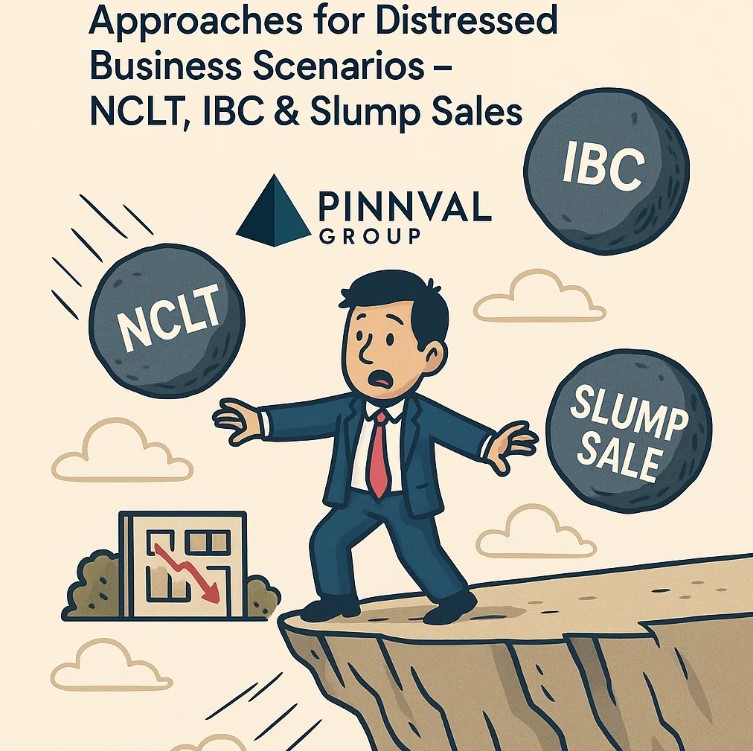 Approaches for Distressed
Business Scenarios –
NCLT, IBC & Slump Sales
IBC
PINNVAL
GROUP
NCLT
SLUMP
SALE